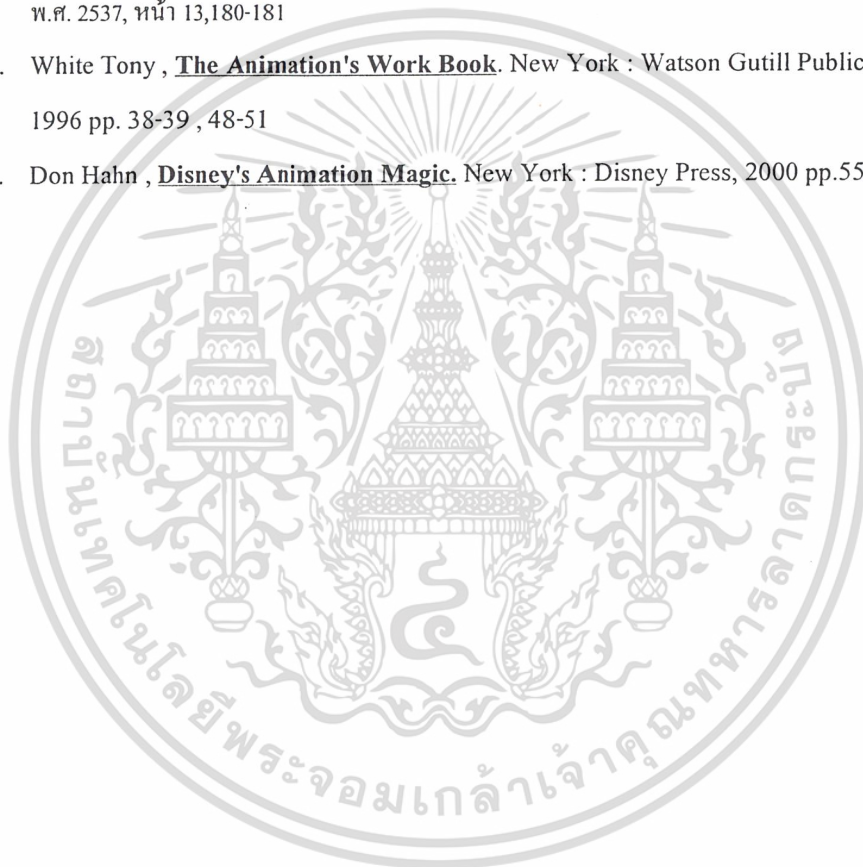 พ.ศ. 2537, หน้า 13,180-181
. White Tony , The Animation's Work Book. New York : Watson Gutill Public
1996 pp. 38-39 , 48-51
. Don Hahn , Disney's Animation Magic. New York : Disney Press, 2000 pp.55
สถาบันเทคโนโลยีพระจอมเกล้าเจ้าคุณทหารลาดกระบัง
๔